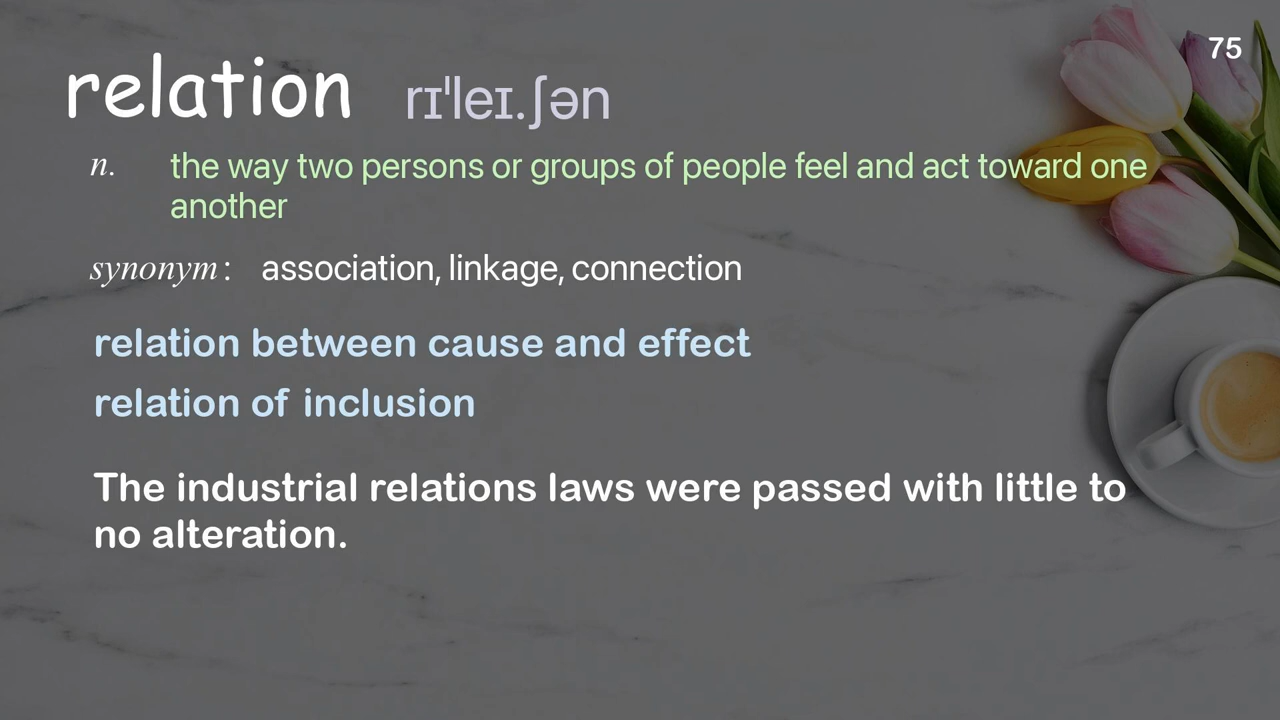 75
relation rɪˈleɪ.ʃən
n. the way two persons or groups of people feel and act toward one
another
synonym: association, linkage, connection
relation between cause and effect
relation of inclusion
The industrial relations laws were passed with little to
no alteration.